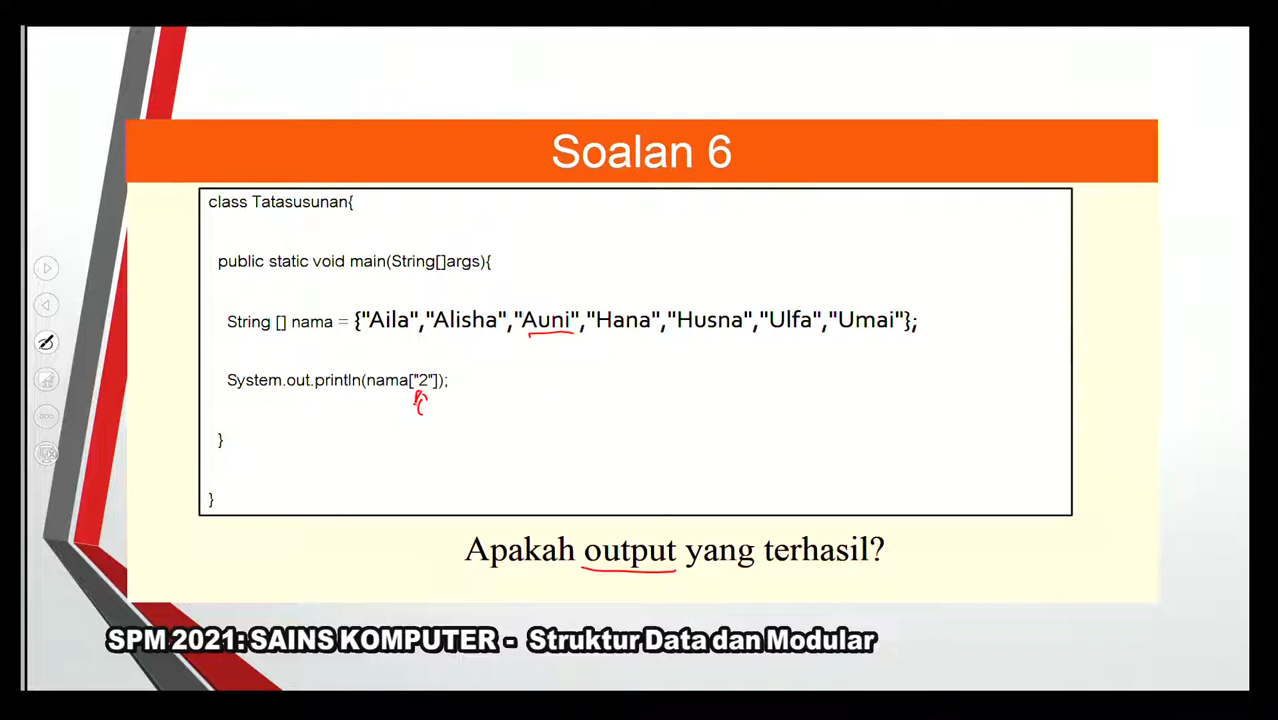 Soalan 6
class Tatasusunan{
public static void main(String[]args){
String [] nama = {"Aila","Alisha","Auni","Hana","Husna","Ulfa","Umai"};
System.out.println(nama["2"]);
}
}
Apakah output yang terhasil?
SPM 2021: SAINS KOMPUTER - Struktur Data dan Modular